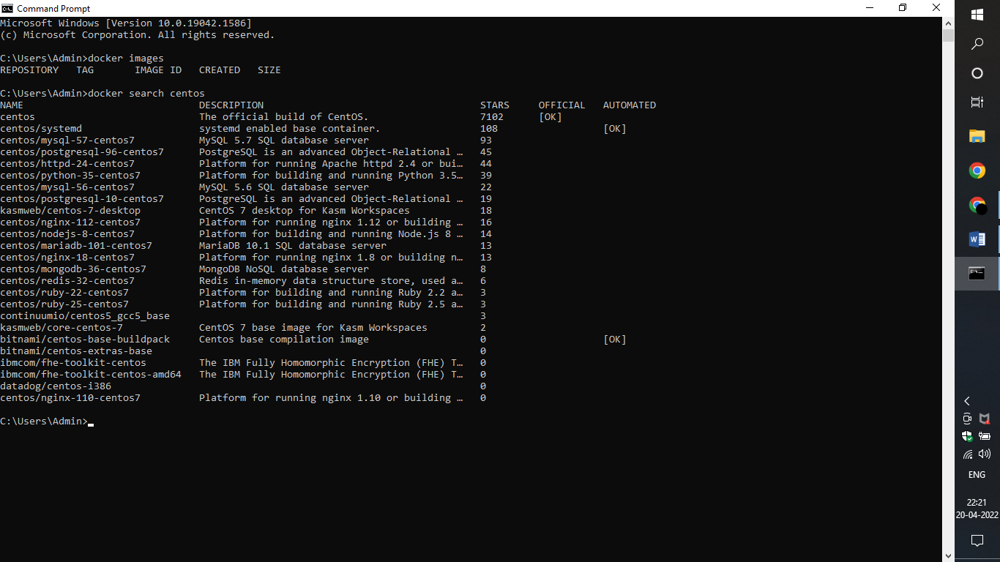 Command Prompt
Microsoft Windows [Version 10.0.19042.1586]
(c) Microsoft Corporation. All rights reserved.
C:\Users\Admin>docker images
REPOSITORY   TAG       IMAGE ID   CREATED   SIZE
C:\Users\Admin>docker search centos
NAME                              DESCRIPTION                                     STARS     OFFICIAL   AUTOMATED
centos                            The official build of CentOS.                   7102      [OK]
centos/systemd                    systemd enabled base container.                 108                  [OK]
centos/mysql-57-centos7           MySQL 5.7 SQL database server                   93
centos/postgresql-96-centos7      PostgreSQL is an advanced Object-Relational …   45
centos/httpd-24-centos7           Platform for running Apache httpd 2.4 or bui…   44
centos/python-35-centos7          Platform for building and running Python 3.5…   39
centos/mysql-56-centos7           MySQL 5.6 SQL database server                   22
centos/postgresql-10-centos7      PostgreSQL is an advanced Object-Relational …   19
kasmweb/centos-7-desktop          CentOS 7 desktop for Kasm Workspaces            18
centos/nginx-112-centos7          Platform for running nginx 1.12 or building …   16
centos/nodejs-8-centos7           Platform for building and running Node.js 8 …   14
centos/mariadb-101-centos7        MariaDB 10.1 SQL database server                13
centos/nginx-18-centos7           Platform for running nginx 1.8 or building n…   13
centos/mongodb-36-centos7         MongoDB NoSQL database server                   8
centos/redis-32-centos7           Redis in-memory data structure store, used a…   6
centos/ruby-22-centos7            Platform for building and running Ruby 2.2 a…   3
centos/ruby-25-centos7            Platform for building and running Ruby 2.5 a…   3
continuumio/centos5_gcc5_base                                                     3
kasmweb/core-centos-7             CentOS 7 base image for Kasm Workspaces         2
bitnami/centos-base-buildpack     Centos base compilation image                   0                    [OK]
bitnami/centos-extras-base                                                        0
ibmcom/fhe-toolkit-centos         The IBM Fully Homomorphic Encryption (FHE) T…   0
ibmcom/fhe-toolkit-centos-amd64   The IBM Fully Homomorphic Encryption (FHE) T…   0
datadog/centos-i386                                                               0
centos/nginx-110-centos7          Platform for running nginx 1.10 or building …   0
C:\Users\Admin>
ENG
22:21
20-04-2022